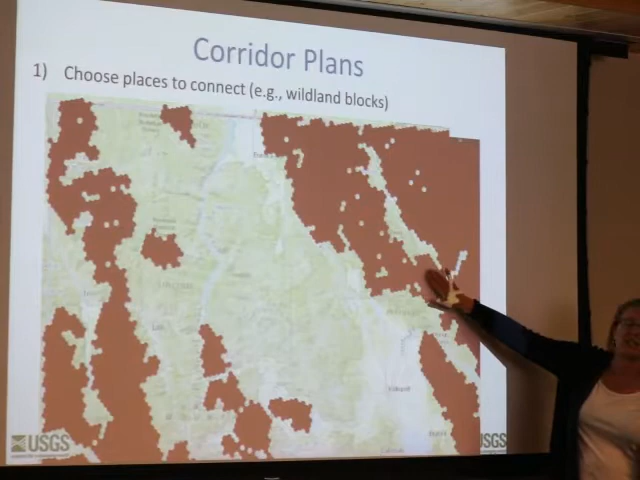 Corridor Plans
1) Choose places to connect (e.g., wildland blocks)
USGS
USGS